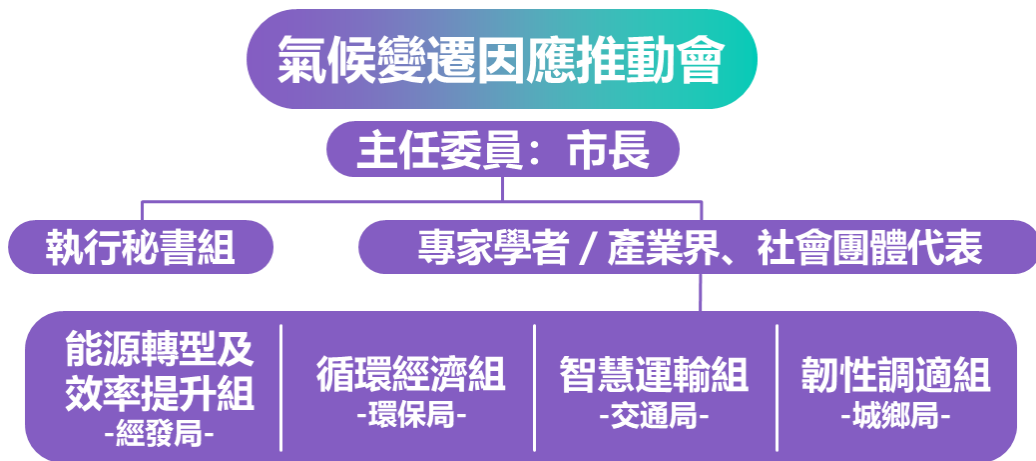 氣候變遷因應推動會
主任委員：市長
執行秘書組
專家學者 / 產業界、社會團體代表
能源轉型及
效率提升組
-經發局-
循環經濟組
-環保局-
智慧運輸組
-交通局-
韌性調適組
-城鄉局-